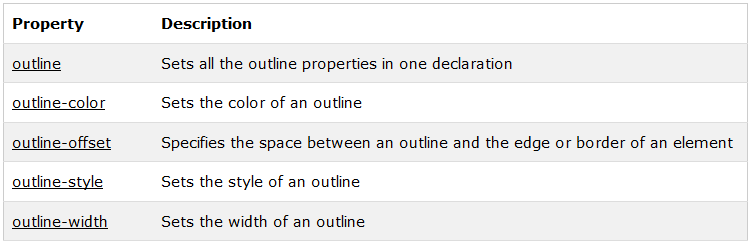 Property Description
outline Sets all the outline properties in one declaration
outline-color Sets the color of an outline
outline-offset Specifies the space between an outline and the edge or border of an element
outline-style Sets the style of an outline
outline-width Sets the width of an outline